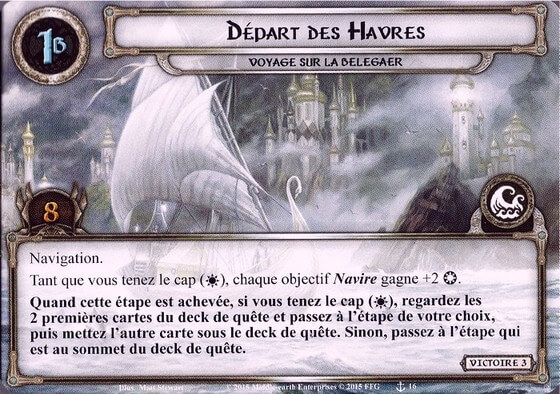 1B
DÉPART DES HAVRES
VOYAGE SUR LA BELEGAER
8
Navigation.
Tant que vous tenez le cap (☀), chaque objectif Navire gagne +2 .
Quand cette étape est achevée, si vous tenez le cap (☀), regardez les
2 premières cartes du deck de quête et passez à l'étape de votre choix,
puis mettez l'autre carte sous le deck de quête. Sinon, passez à l'étape qui
est au sommet du deck de quête.
VICTOIRE 3
Illus. Matt Stewart © 2015 Middle-earth Enterprises © 2015 FFG 16